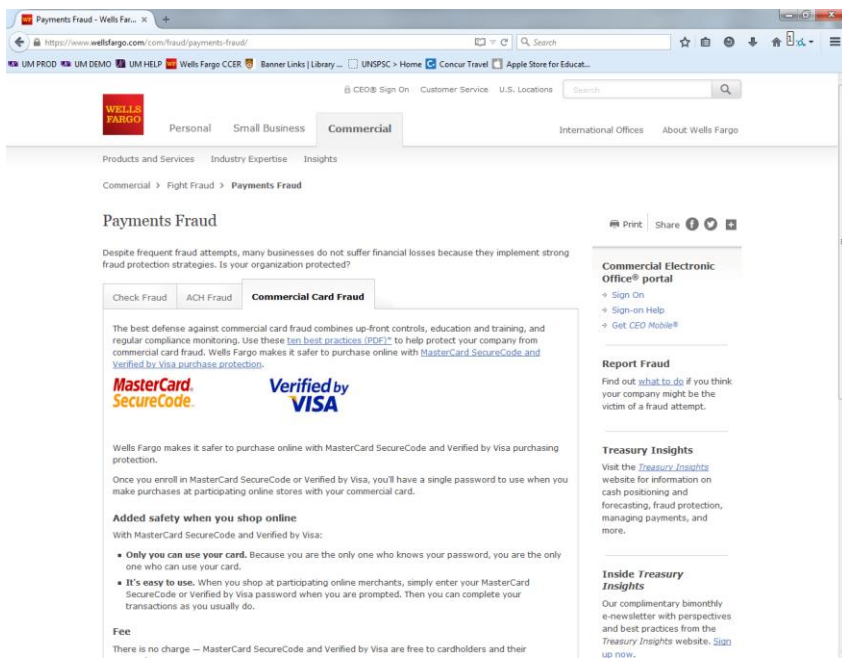 Payments Fraud - Wells Far...
https://www.wellsfargo.com/com/fraud/payments-fraud/
Search
UM PROD UM DEMO UM HELP Wells Fargo CCER Banner Links | Library ... UNSPSC > Home Concur Travel Apple Store for Educat...
CEO® Sign On Customer Service U.S. Locations Search
WELLS
FARGO
Personal Small Business Commercial International Offices About Wells Fargo
Products and Services Industry Expertise Insights
Commercial > Fight Fraud > Payments Fraud
Payments Fraud
Print Share
Despite frequent fraud attempts, many businesses do not suffer financial losses because they implement strong
fraud protection strategies. Is your organization protected?
Check Fraud ACH Fraud Commercial Card Fraud
The best defense against commercial card fraud combines up-front controls, education and training, and
regular compliance monitoring. Use these ten best practices (PDF)* to help protect your company from
commercial card fraud. Wells Fargo makes it safer to purchase online with MasterCard SecureCode and
Verified by Visa purchase protection.
MasterCard.
SecureCode.
Verified by
VISA
Wells Fargo makes it safer to purchase online with MasterCard SecureCode and Verified by Visa purchasing
protection.
Once you enroll in MasterCard SecureCode or Verified by Visa, you'll have a single password to use when you
make purchases at participating online stores with your commercial card.
Added safety when you shop online
With MasterCard SecureCode and Verified by Visa:
▪ Only you can use your card. Because you are the only one who knows your password, you are the only
one who can use your card.
▪ It's easy to use. When you shop at participating online merchants, simply enter your MasterCard
SecureCode or Verified by Visa password when you are prompted. Then you can complete your
transactions as you usually do.
Fee
There is no charge — MasterCard SecureCode and Verified by Visa are free to cardholders and their
Commercial Electronic
Office® portal
Sign On
Sign-on Help
Get CEO Mobile®
Report Fraud
Find out what to do if you think
your company might be the
victim of a fraud attempt.
Treasury Insights
Visit the Treasury Insights
website for information on
cash positioning and
forecasting, fraud protection,
managing payments, and
more.
Inside Treasury
Insights
Our complimentary bimonthly
e-newsletter with perspectives
and best practices from the
Treasury Insights website. Sign
up now.